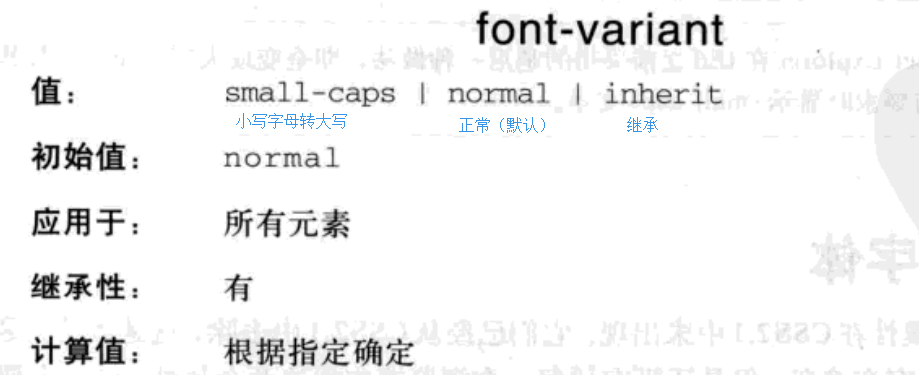 font-variant
值： small-caps | normal | inherit
小写字母转大写 正常（默认） 继承
初始值： normal
应用于： 所有元素
继承性： 有
计算值： 根据指定确定